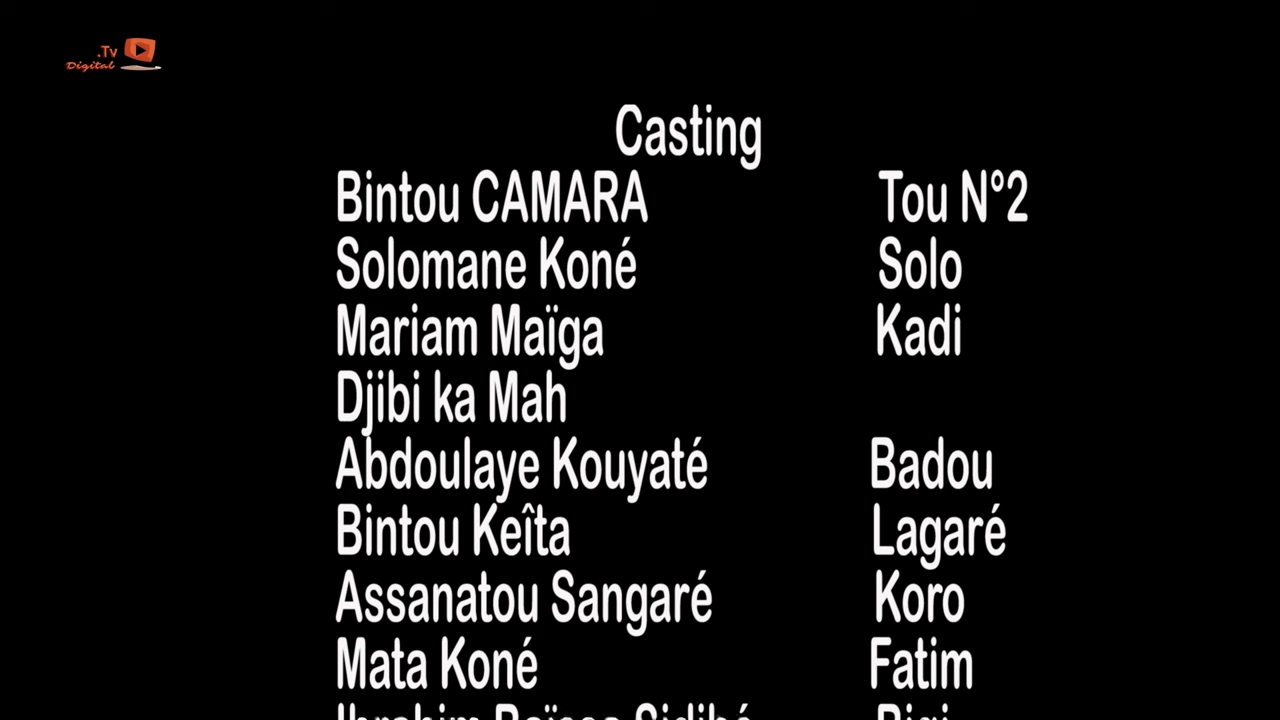 .Tv
Digital
Casting
Bintou CAMARA Tou N°2
Solomane Koné Solo
Mariam Maïga Kadi
Djibi ka Mah
Abdoulaye Kouyaté Badou
Bintou Keîta Lagaré
Assanatou Sangaré Koro
Mata Koné Fatim